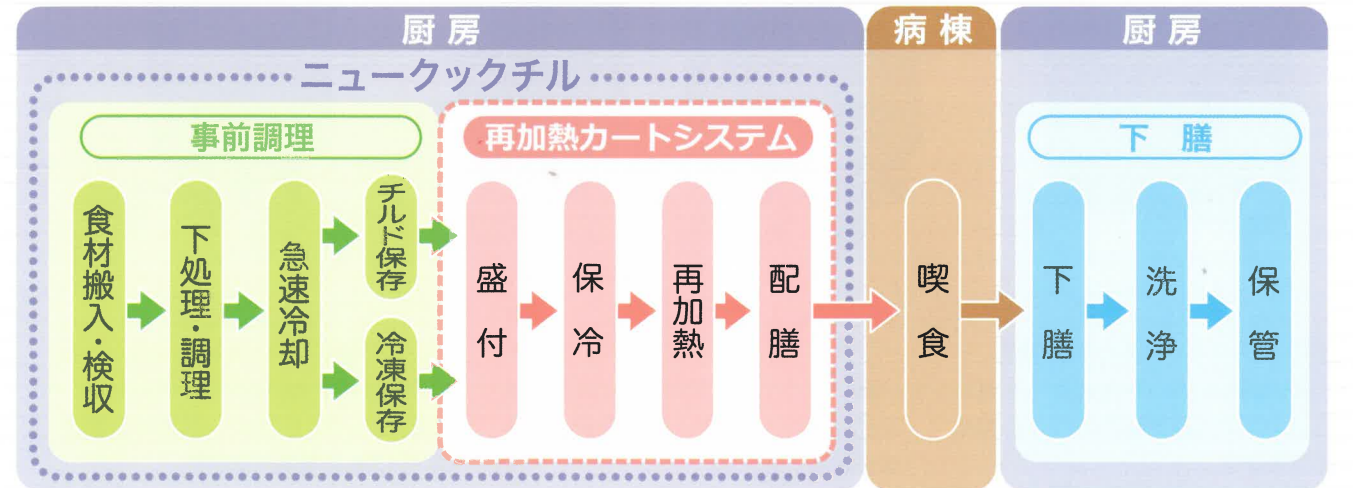 厨房
病棟
厨房
ニュークックチル
事前調理
再加熱カートシステム
下 膳
食材搬入・検収
下処理・調理
急速冷却
チルド保存
冷凍保存
盛付
保冷
再加熱
配膳
喫食
下膳
洗浄
保管